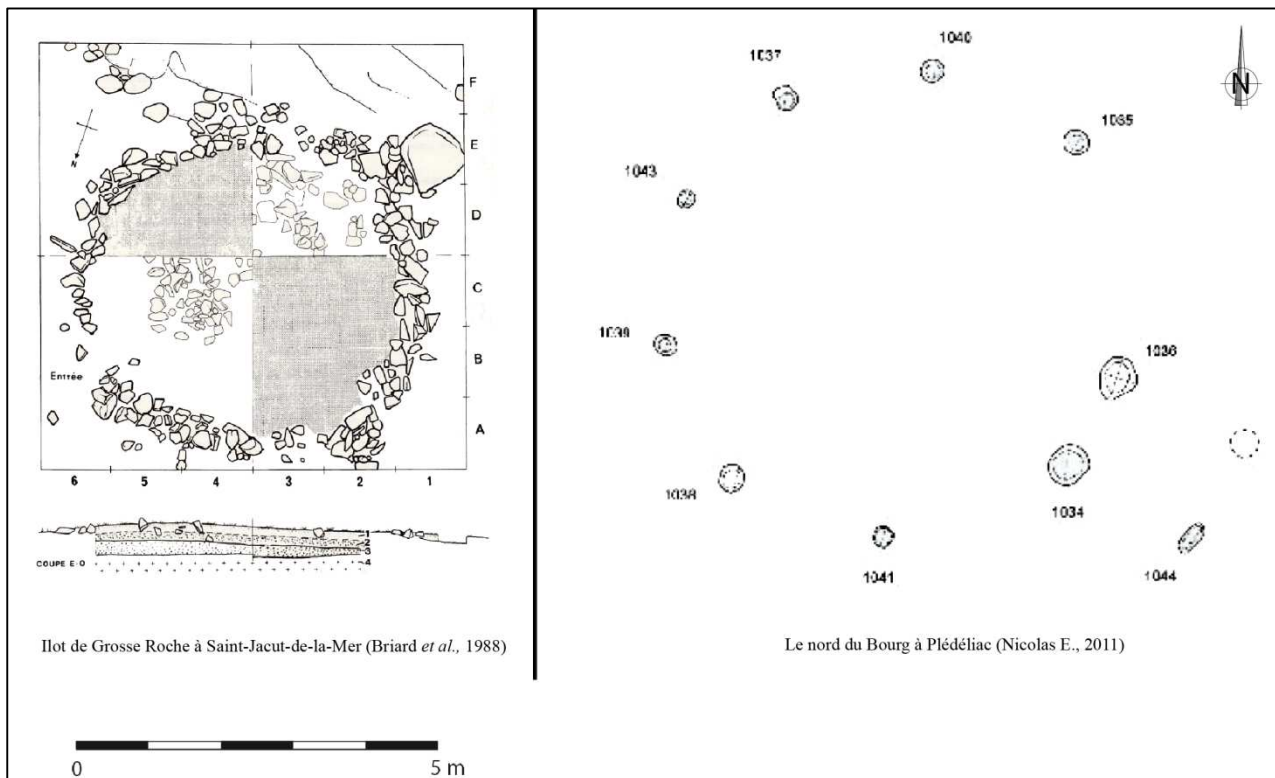 F
E
D
C
B
A
N
Entrée
6 5 4 3 2 1
1
2
3
4
COUPE E-O
Ilot de Grosse Roche à Saint-Jacut-de-la-Mer (Briard et al., 1988)
1040
1037
1035
1043
1039
1036
1038
1034
1041
1044
N
Le nord du Bourg à Plédéliac (Nicolas E., 2011)
0 5 m